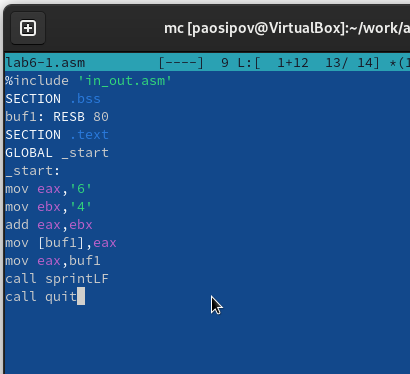 mc [paosipov@VirtualBox]:~/work/a
lab6-1.asm [----] 9 L:[ 1+12 13/ 14] *(1
%include 'in_out.asm'
SECTION .bss
buf1: RESB 80
SECTION .text
GLOBAL _start
_start:
mov eax,'6'
mov ebx,'4'
add eax,ebx
mov [buf1],eax
mov eax,buf1
call sprintLF
call quit